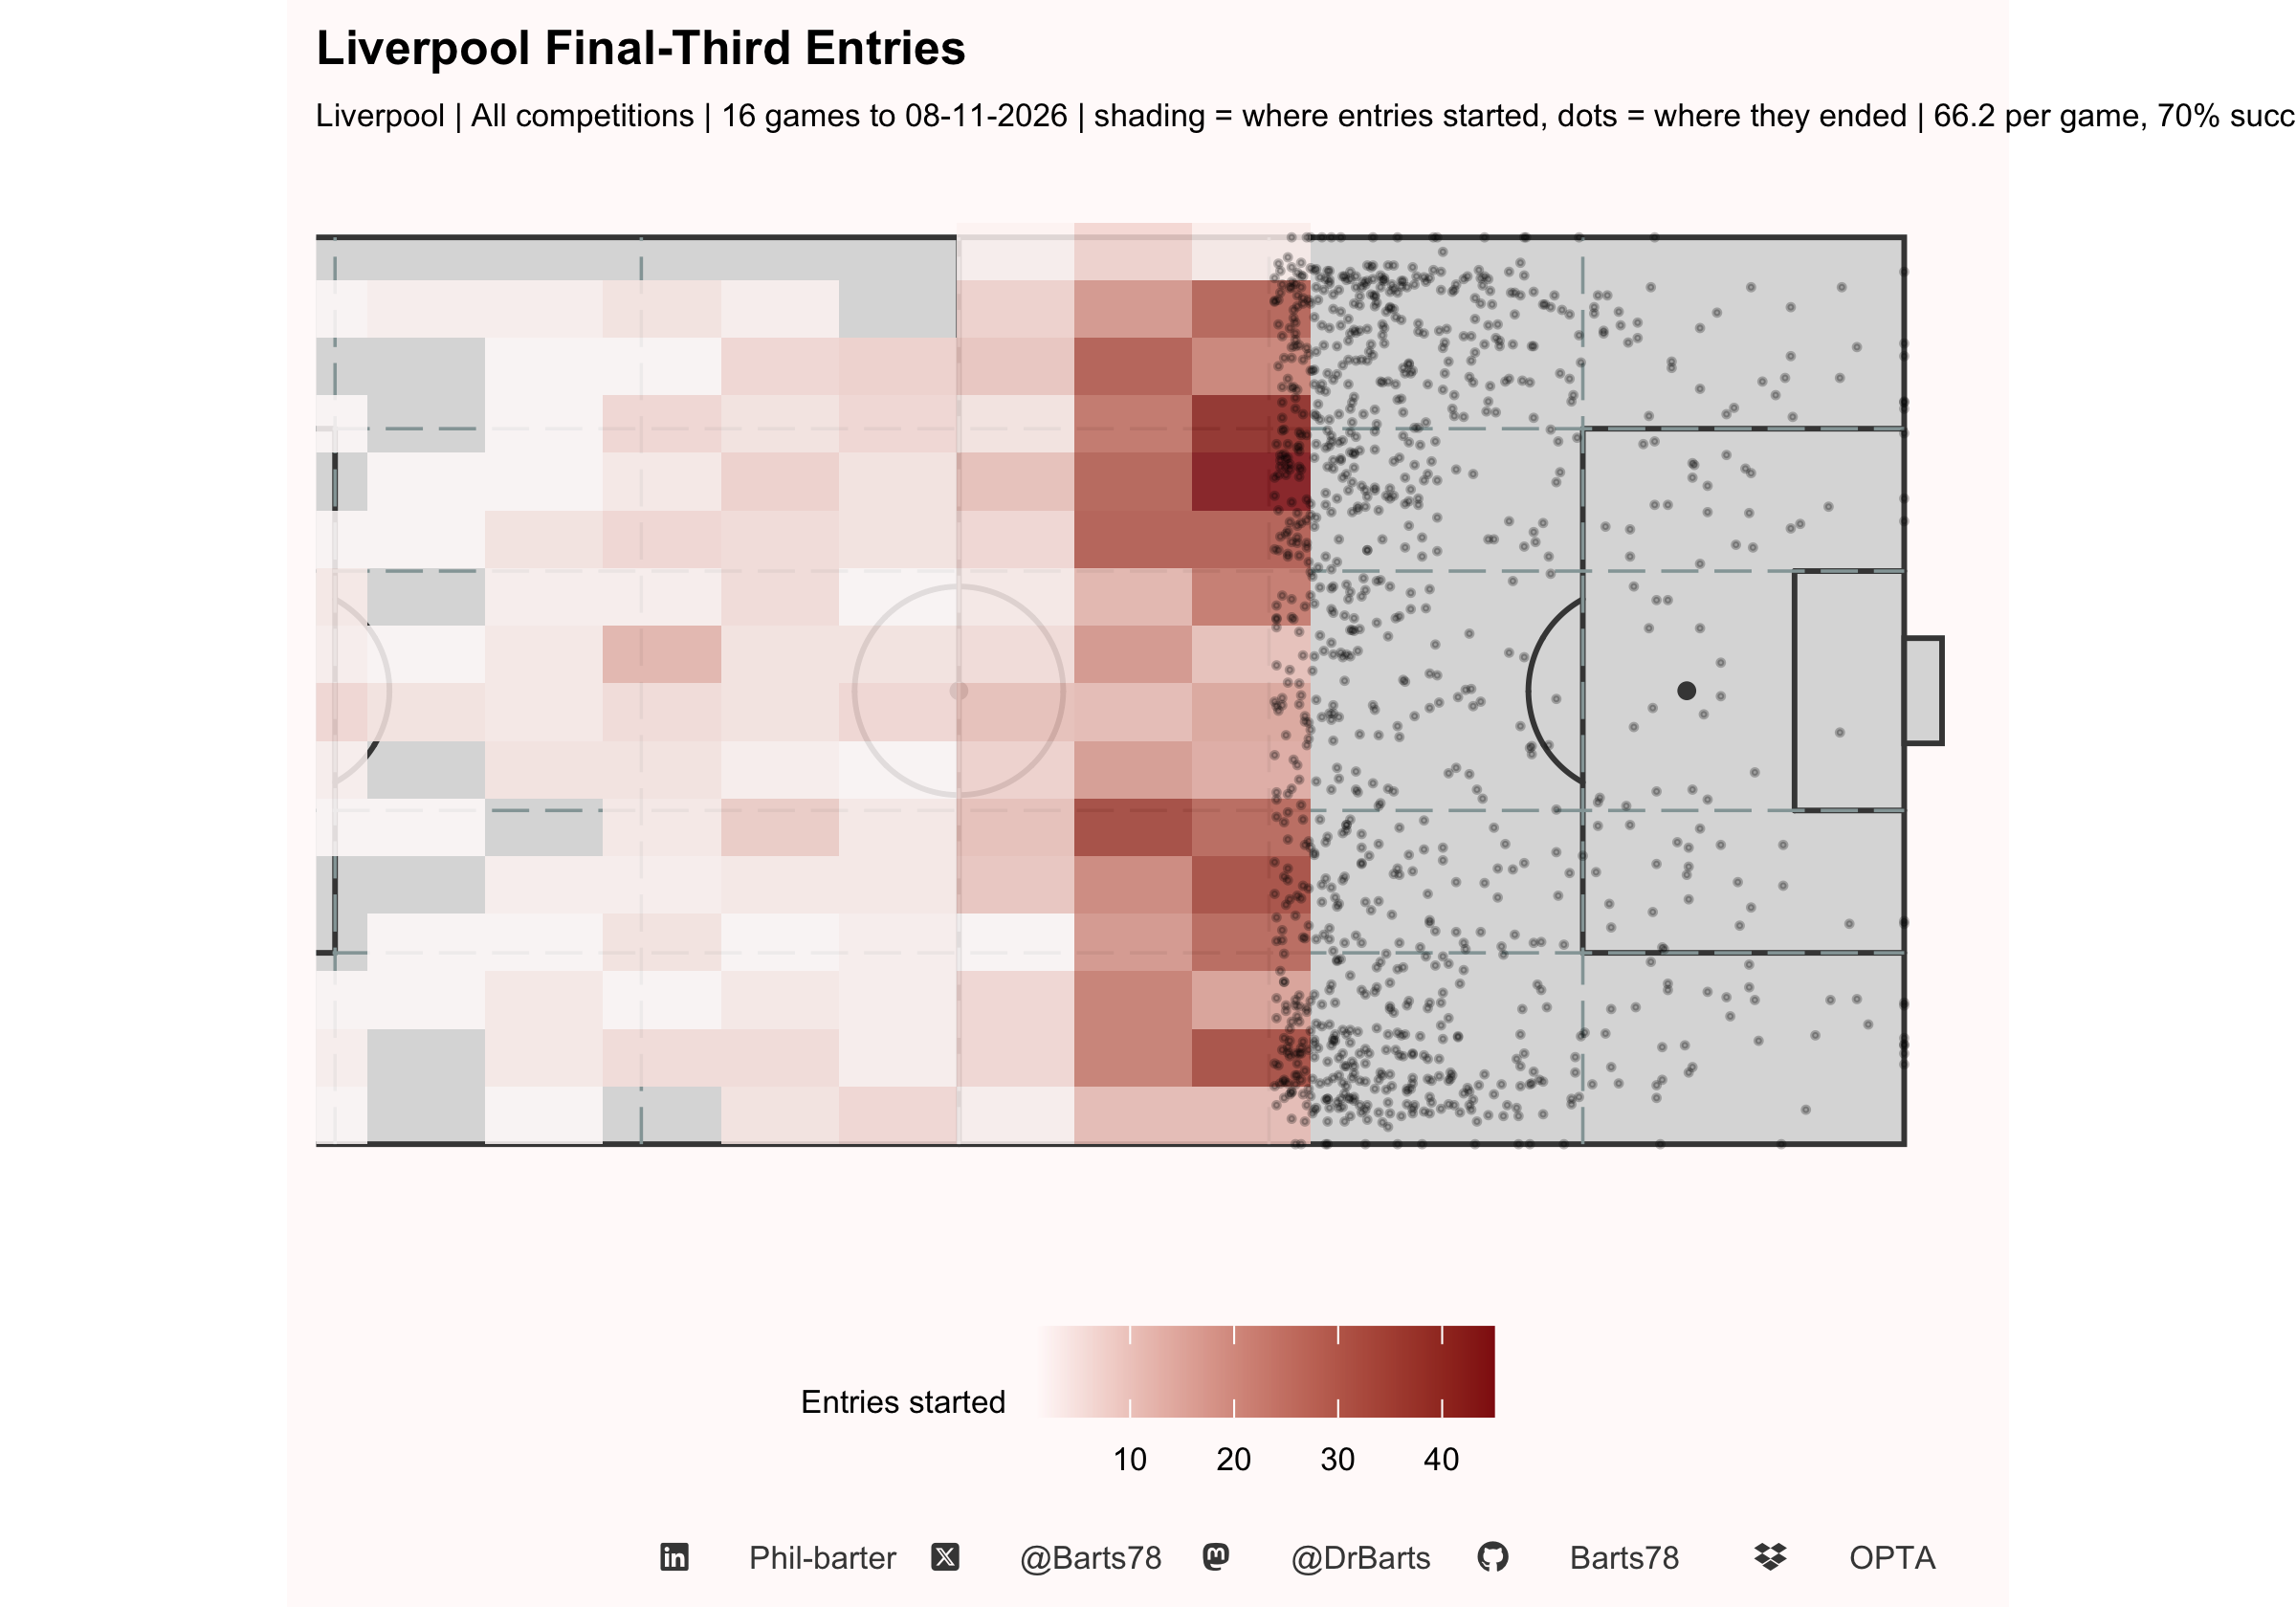 Liverpool Final-Third Entries
Liverpool | All competitions | 16 games to 08-11-2026 | shading = where entries started, dots = where they ended | 66.2 per game, 70% succ
Entries started
10 20 30 40
Phil-barter @Barts78 @DrBarts Barts78 OPTA